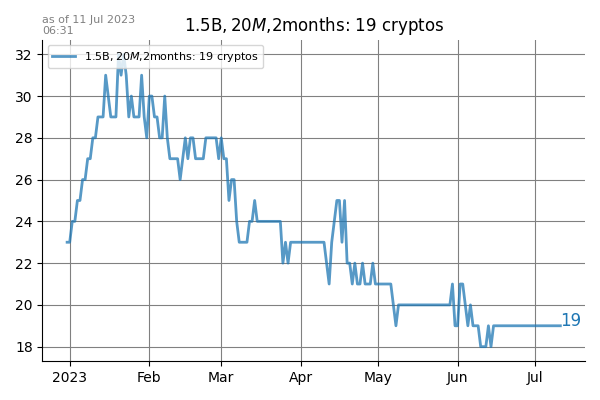 as of 11 Jul 2023
06:31
1.5B, 20M,2months: 19 cryptos
1.5B, 20M,2months: 19 cryptos
32
30
28
26
24
22
20
18
19
2023 Feb Mar Apr May Jun Jul